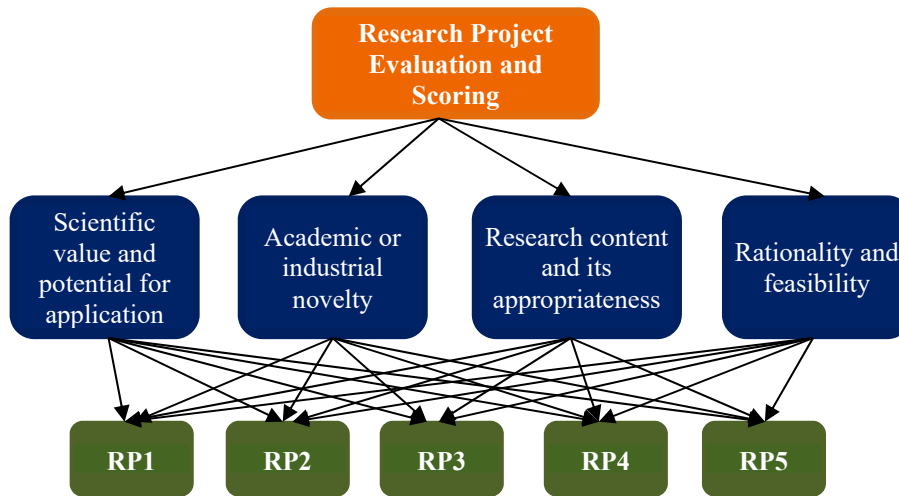 Research Project
Evaluation and
Scoring
Scientific
value and
potential for
application
Academic or
industrial
novelty
Research content
and its
appropriateness
Rationality and
feasibility
RP1
RP2
RP3
RP4
RP5